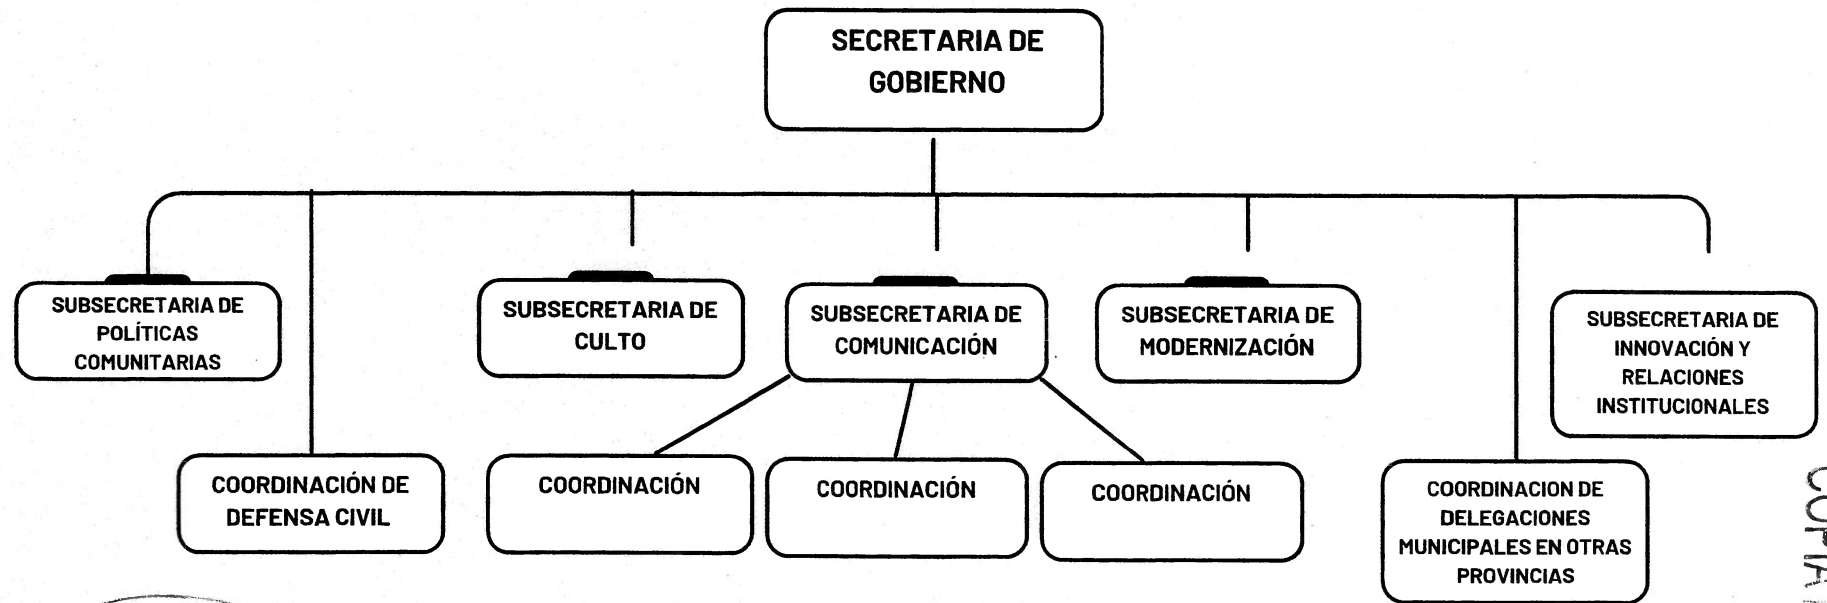 SECRETARIA DE
GOBIERNO
SUBSECRETARIA DE
POLÍTICAS
COMUNITARIAS
SUBSECRETARIA DE
CULTO
SUBSECRETARIA DE
COMUNICACIÓN
SUBSECRETARIA DE
MODERNIZACIÓN
SUBSECRETARIA DE
INNOVACIÓN Y
RELACIONES
INSTITUCIONALES
COORDINACIÓN DE
DEFENSA CIVIL
COORDINACIÓN
COORDINACIÓN
COORDINACIÓN
COORDINACION DE
DELEGACIONES
MUNICIPALES EN OTRAS
PROVINCIAS
COPIA